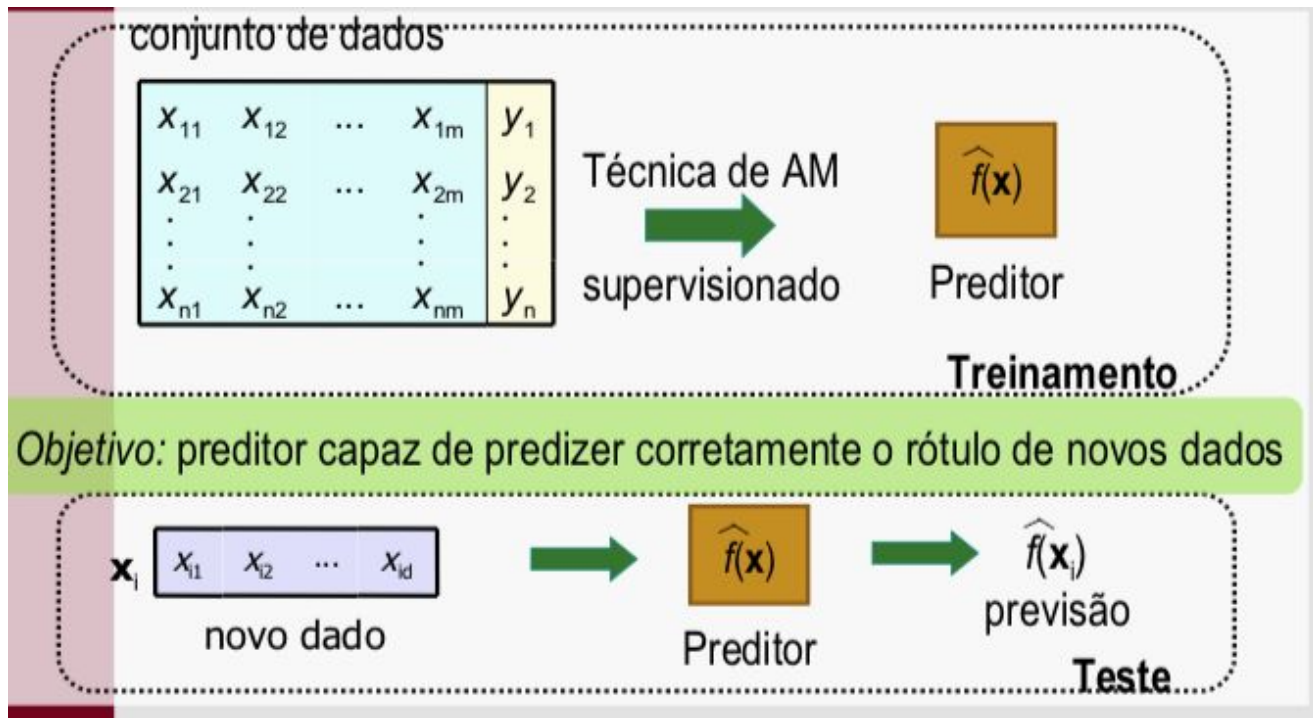 conjunto de dados
x₁₁ x₁₂ ... x₁ₘ y₁
x₂₁ x₂₂ ... x₂ₘ y₂
. . . .
. . . .
. . . .
xₙ₁ xₙ₂ ... xₙₘ yₙ
Técnica de AM
supervisionado
f̂(x)
Preditor
Treinamento
Objetivo: preditor capaz de predizer corretamente o rótulo de novos dados
xᵢ xᵢ₁ xᵢ₂ ... x_id
novo dado
f̂(x)
Preditor
f̂(xᵢ)
previsão
Teste